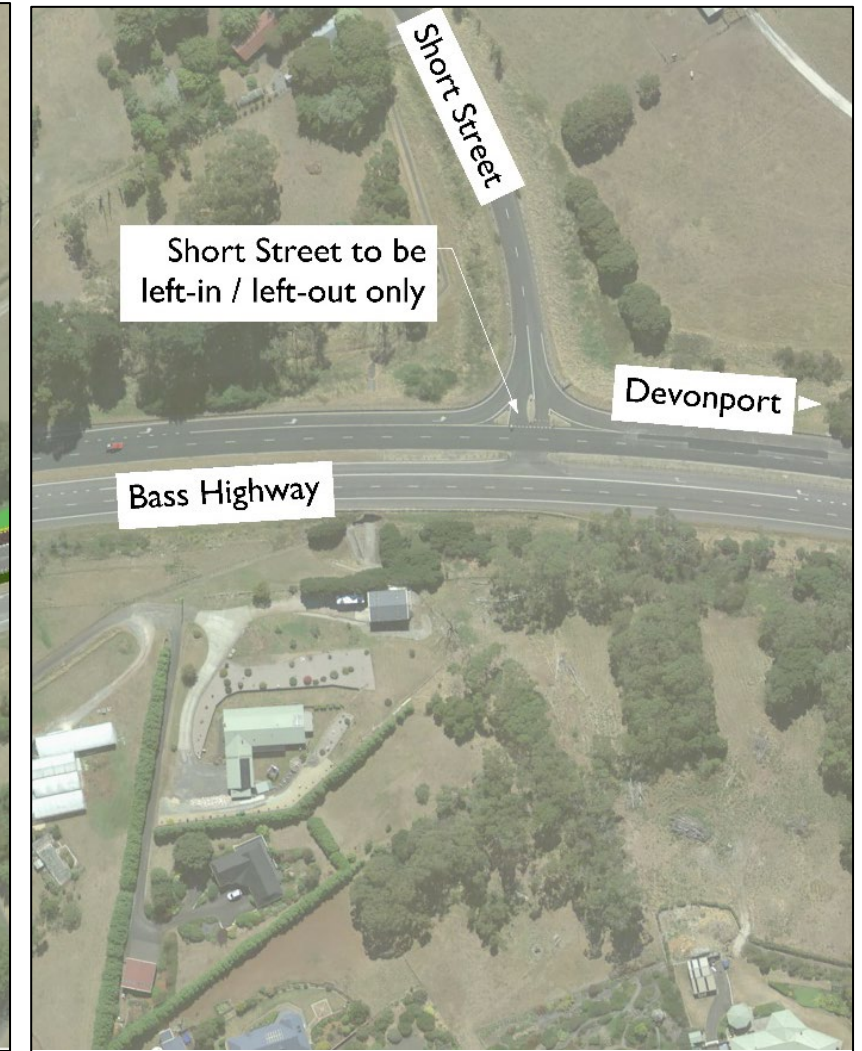 Short Street
Short Street to be
left-in / left-out only
Devonport
Bass Highway